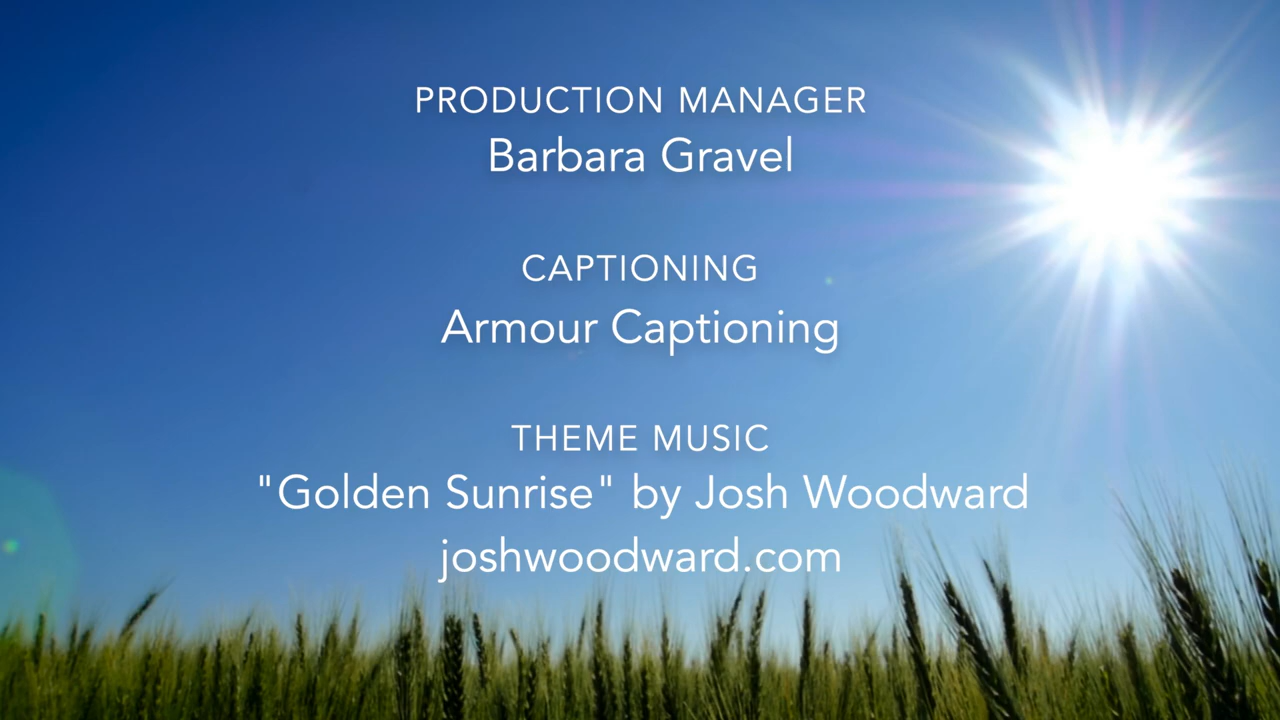 PRODUCTION MANAGER
Barbara Gravel
CAPTIONING
Armour Captioning
THEME MUSIC
"Golden Sunrise" by Josh Woodward
joshwoodward.com